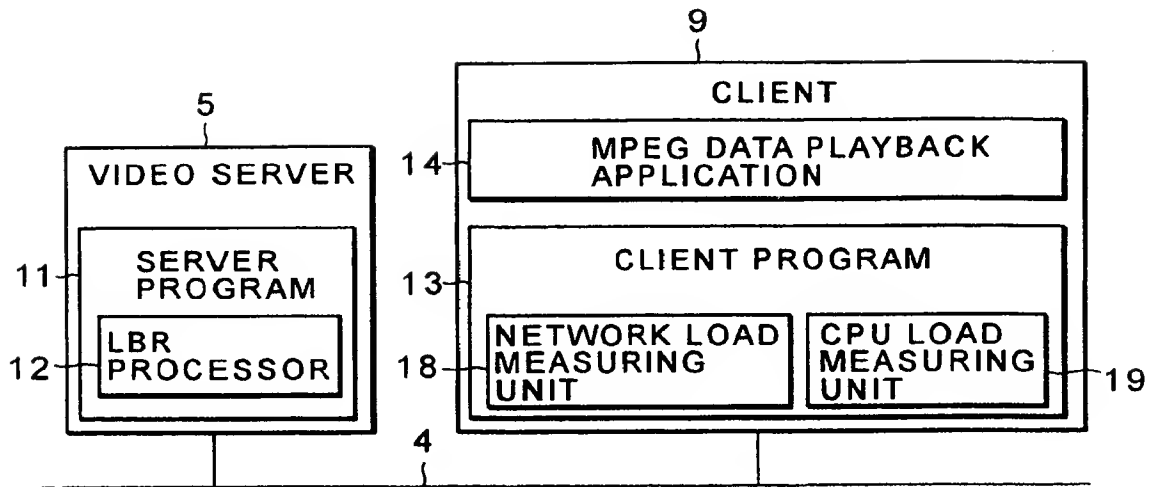 9
CLIENT
5
14
MPEG DATA PLAYBACK
APPLICATION
VIDEO SERVER
11
SERVER
PROGRAM
13
CLIENT PROGRAM
12
LBR
PROCESSOR
18
NETWORK LOAD
MEASURING
UNIT
CPU LOAD
MEASURING
UNIT
19
4